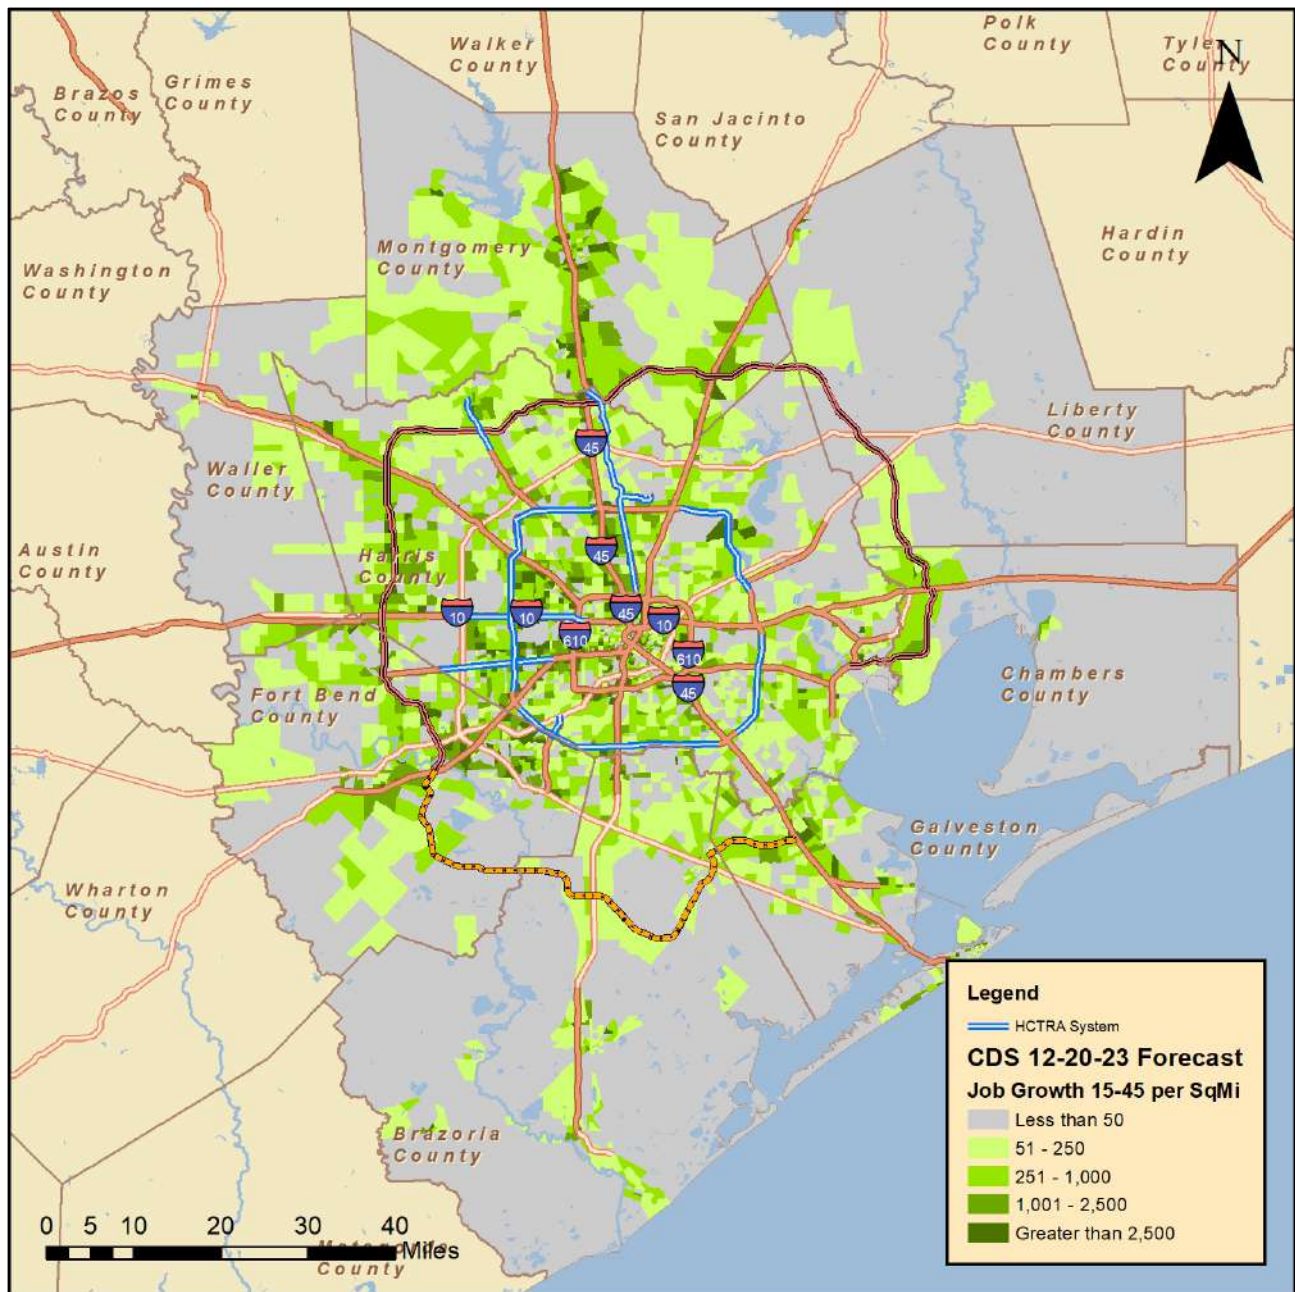 Polk
County
Walker
County
Tyler
County
N
Grimes
County
Brazos
County
San Jacinto
County
Hardin
County
Montgomery
County
Washington
County
Liberty
County
45
Waller
County
Austin
County
Harris
County
45
10
10
45
10
610
610
45
Chambers
County
Fort Bend
County
Galveston
County
Wharton
County
Brazoria
County
0 5 10 20 30 40
Miles
County
Legend
HCTRA System
CDS 12-20-23 Forecast
Job Growth 15-45 per SqMi
Less than 50
51 - 250
251 - 1,000
1,001 - 2,500
Greater than 2,500